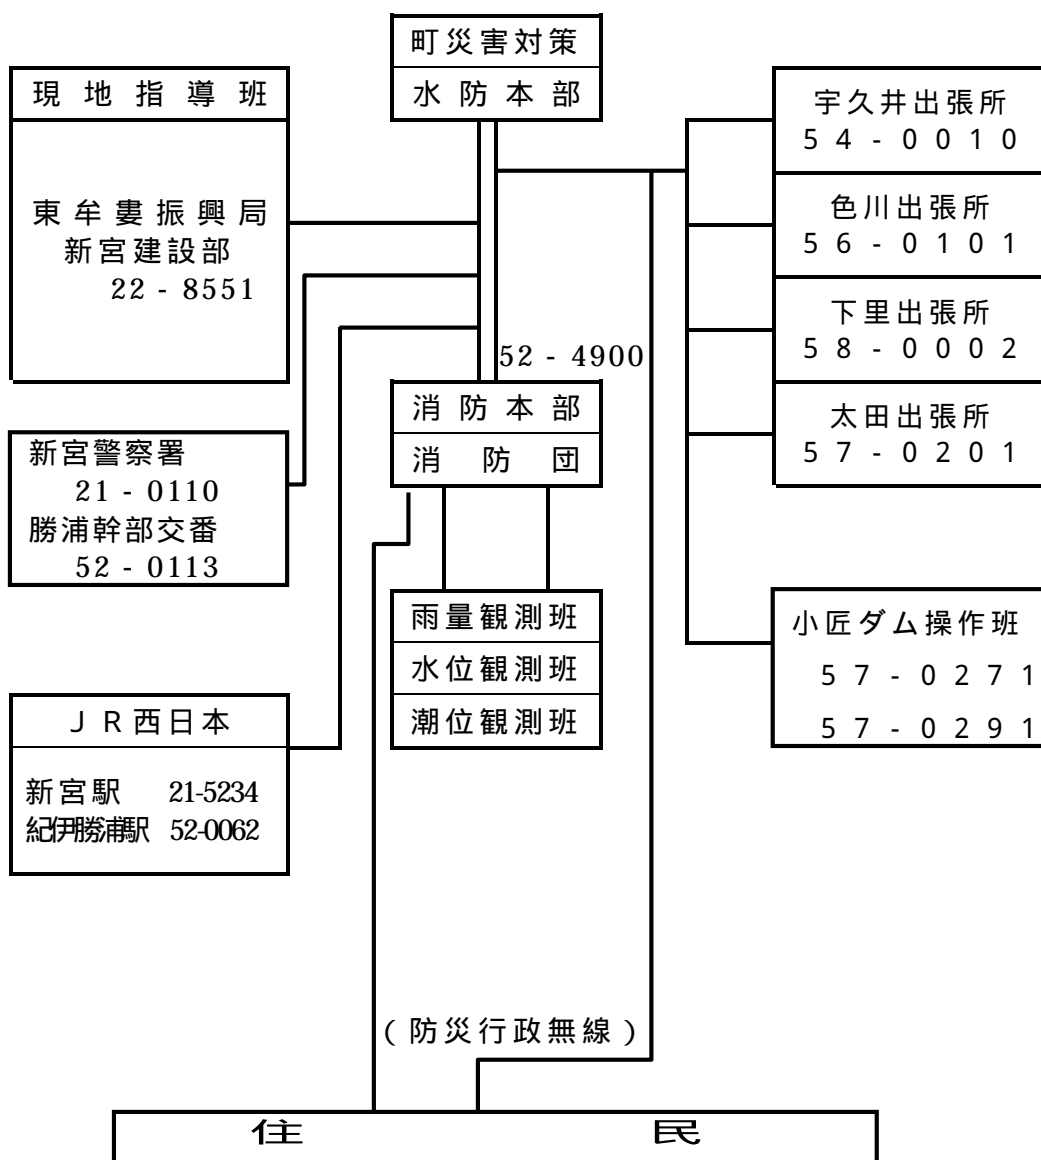 町災害対策
水防本部
現地指導班
東牟婁振興局
新宮建設部
22 - 8551
新宮警察署
21 - 0110
勝浦幹部交番
52 - 0113
JR西日本
新宮駅 21-5234
紀伊勝浦駅 52-0062
52 - 4900
消防本部
消防団
雨量観測班
水位観測班
潮位観測班
宇久井出張所
54-0010
色川出張所
56-0101
下里出張所
58-0002
太田出張所
57-0201
小匠ダム操作班
57-0271
57-0291
(防災行政無線)
住民